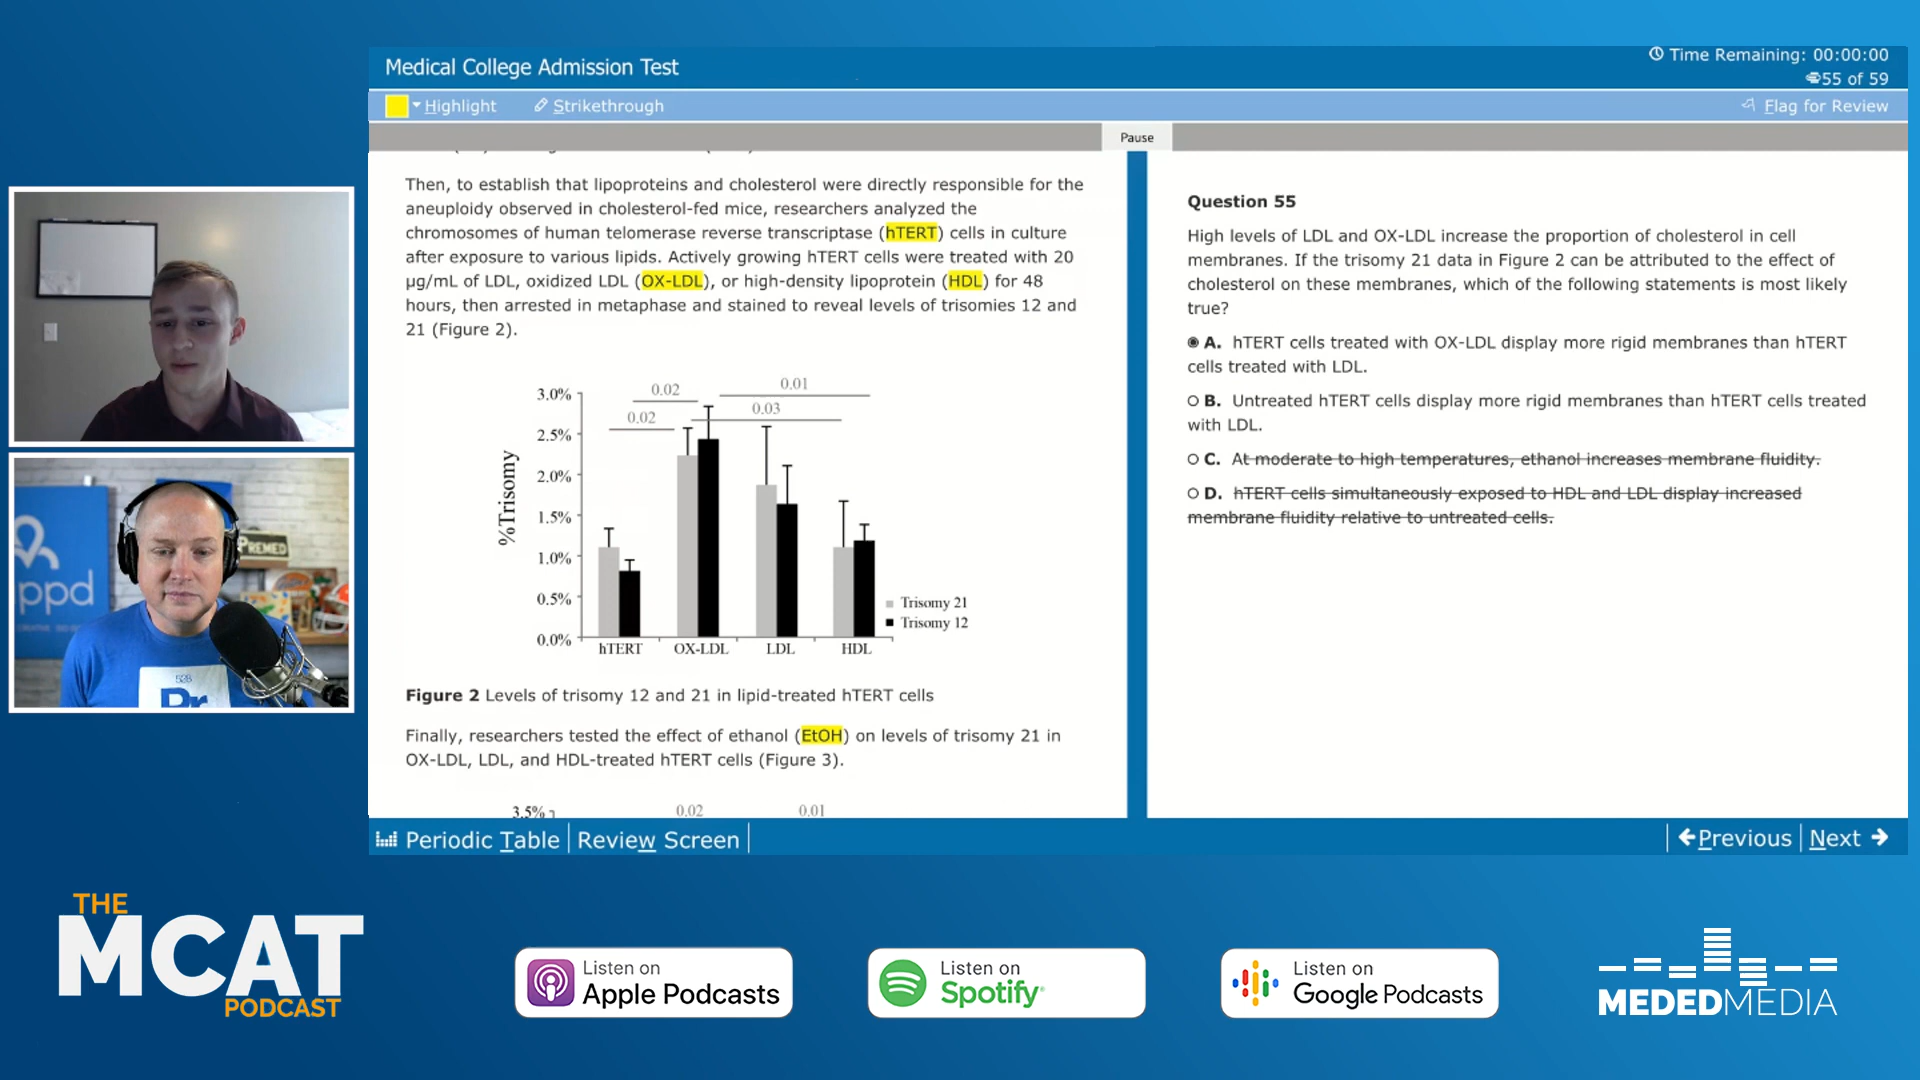 Medical College Admission Test
Time Remaining: 00:00:00
55 of 59
Highlight
Strikethrough
Flag for Review
Pause
Then, to establish that lipoproteins and cholesterol were directly responsible for the
aneuploidy observed in cholesterol-fed mice, researchers analyzed the
chromosomes of human telomerase reverse transcriptase (hTERT) cells in culture
after exposure to various lipids. Actively growing hTERT cells were treated with 20
µg/mL of LDL, oxidized LDL (OX-LDL), or high-density lipoprotein (HDL) for 48
hours, then arrested in metaphase and stained to reveal levels of trisomies 12 and
21 (Figure 2).
%Trisomy
3.0%
2.5%
2.0%
1.5%
1.0%
0.5%
0.0%
0.02
0.02
0.01
0.03
hTERT
OX-LDL
LDL
HDL
Trisomy 21
Trisomy 12
Figure 2 Levels of trisomy 12 and 21 in lipid-treated hTERT cells
Finally, researchers tested the effect of ethanol (EtOH) on levels of trisomy 21 in
OX-LDL, LDL, and HDL-treated hTERT cells (Figure 3).
3.5%
0.02
0.01
Question 55
High levels of LDL and OX-LDL increase the proportion of cholesterol in cell
membranes. If the trisomy 21 data in Figure 2 can be attributed to the effect of
cholesterol on these membranes, which of the following statements is most likely
true?
A. hTERT cells treated with OX-LDL display more rigid membranes than hTERT
cells treated with LDL.
B. Untreated hTERT cells display more rigid membranes than hTERT cells treated
with LDL.
C. At moderate to high temperatures, ethanol increases membrane fluidity.
D. hTERT cells simultaneously exposed to HDL and LDL display increased
membrane fluidity relative to untreated cells.
Periodic Table
Review Screen
Previous
Next
ppd
PREMED
528
Pr
THE
MCAT
PODCAST
Listen on
Apple Podcasts
Listen on
Spotify
Listen on
Google Podcasts
MEDEDMEDIA